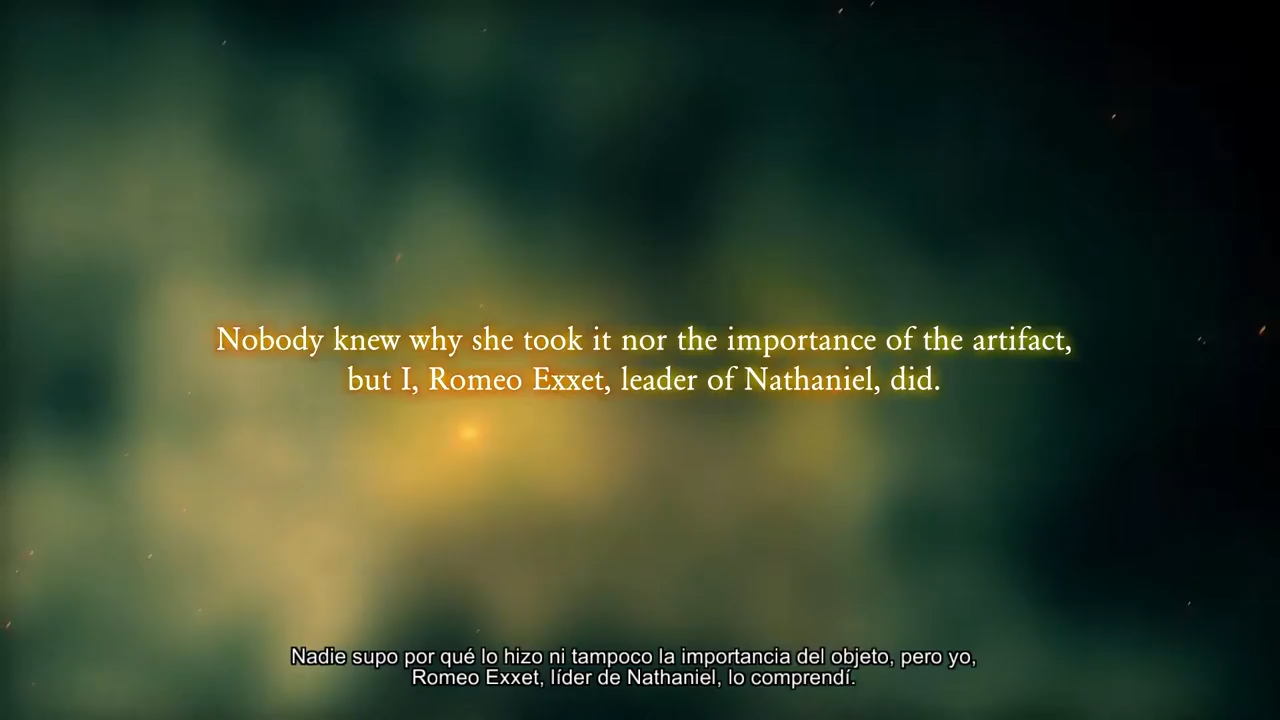 Nobody knew why she took it nor the importance of the artifact,
but I, Romeo Exxet, leader of Nathaniel, did.
Nadie supo por qué lo hizo ni tampoco la importancia del objeto, pero yo,
Romeo Exxet, líder de Nathaniel, lo comprendí.